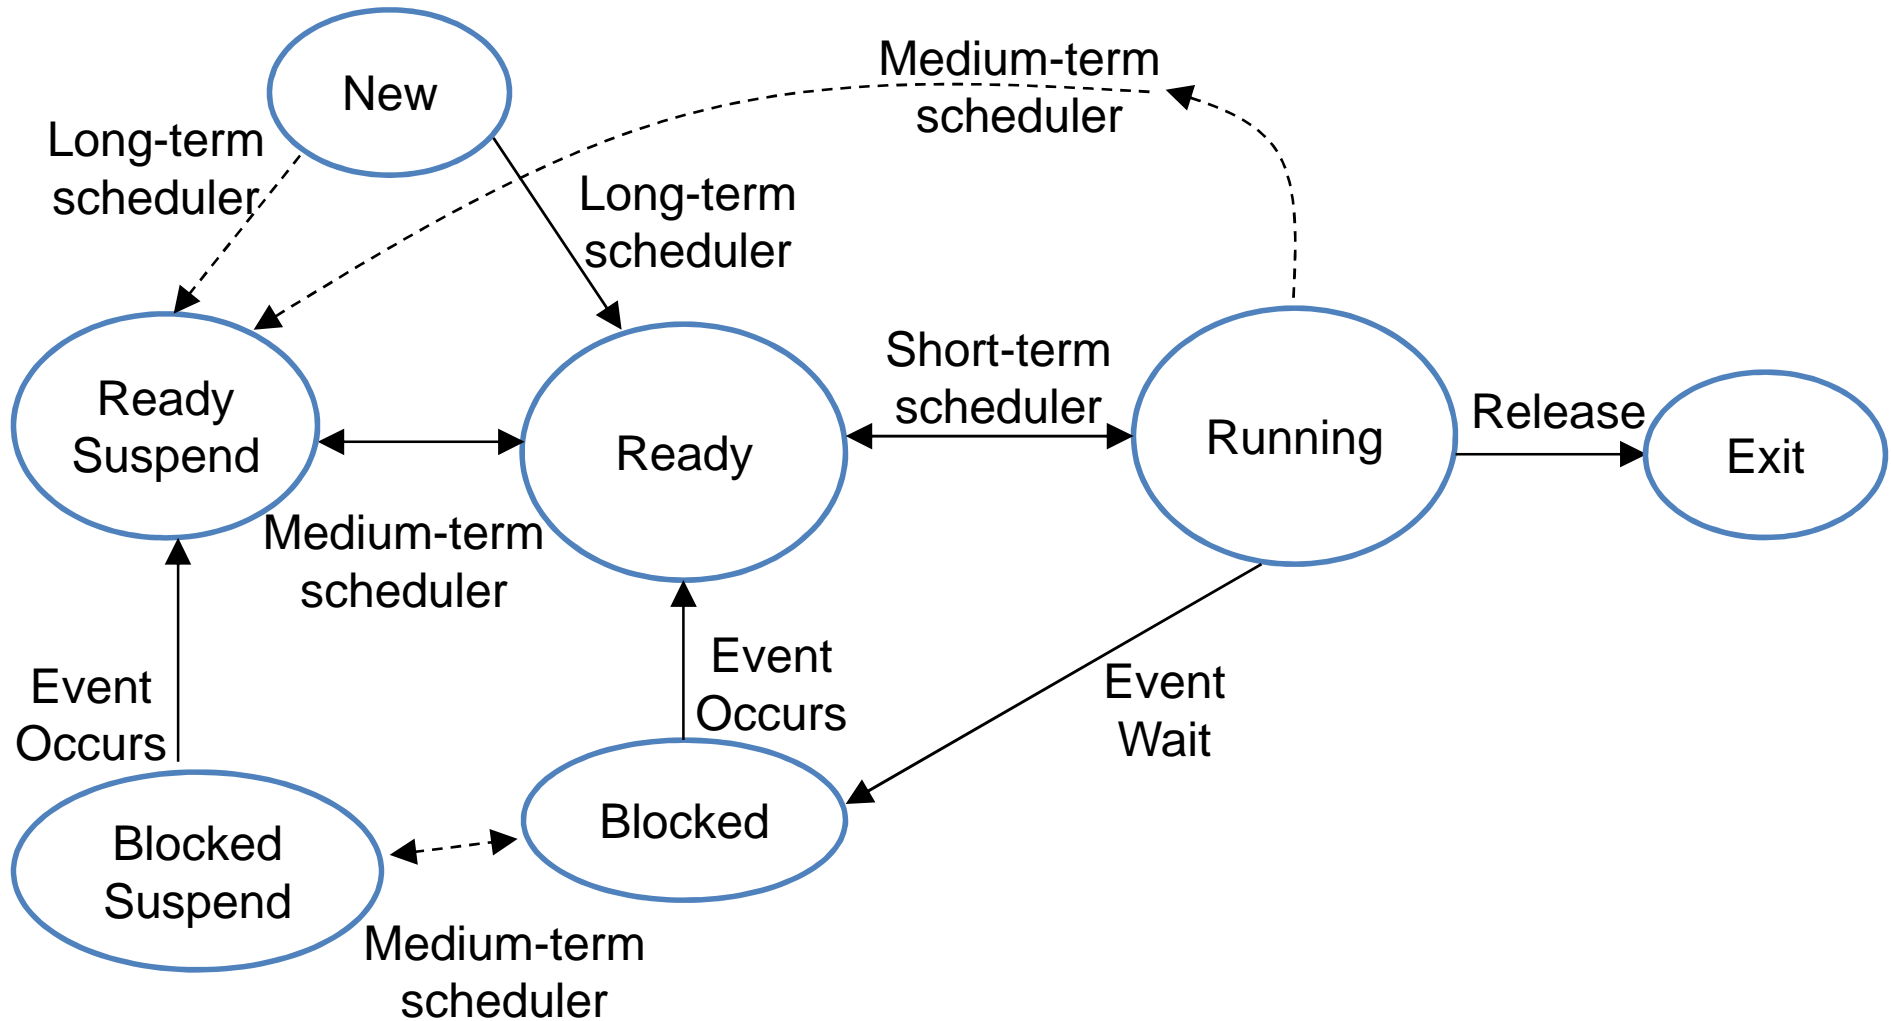 New
Medium-term
scheduler
Long-term
scheduler
Long-term
scheduler
Ready
Suspend
Ready
Short-term
scheduler
Running
Release
Exit
Medium-term
scheduler
Event
Occurs
Event
Occurs
Event
Wait
Blocked
Suspend
Blocked
Medium-term
scheduler